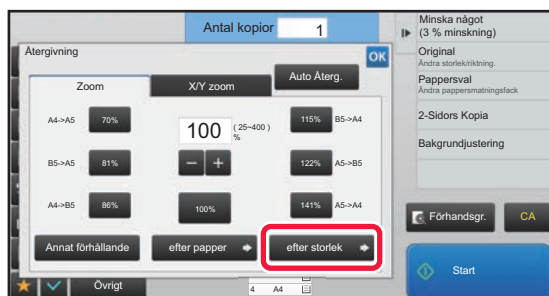 Antal kopior 1
Återgivning
OK
Zoom
X/Y zoom
Auto Återg.
A4->A5 70%
100 (25~400) %
115% B5->A4
B5->A5 81%
− +
122% A5->B5
A4->B5 86%
100%
141% A5->A4
Annat förhållande
efter papper
efter storlek
Övrigt
4 A4
Minska något
(3 % minskning)
Original
Ändra storlek/riktning.
Pappersval
Ändra pappersmatningsfack
2-Sidors Kopia
Bakgrundjustering
Förhandsgr.
CA
Start